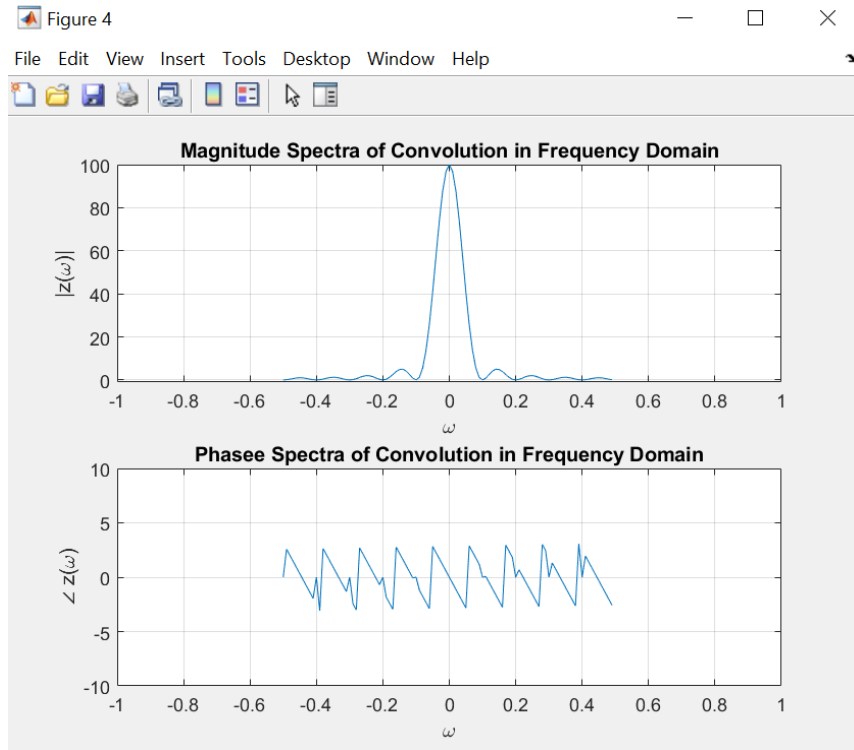 Figure 4
File Edit View Insert Tools Desktop Window Help
Magnitude Spectra of Convolution in Frequency Domain
100
80
60
40
20
0
|z(ω)|
-1 -0.8 -0.6 -0.4 -0.2 0 0.2 0.4 0.6 0.8 1
ω
Phasee Spectra of Convolution in Frequency Domain
10
5
0
-5
-10
∠ z(ω)
-1 -0.8 -0.6 -0.4 -0.2 0 0.2 0.4 0.6 0.8 1
ω